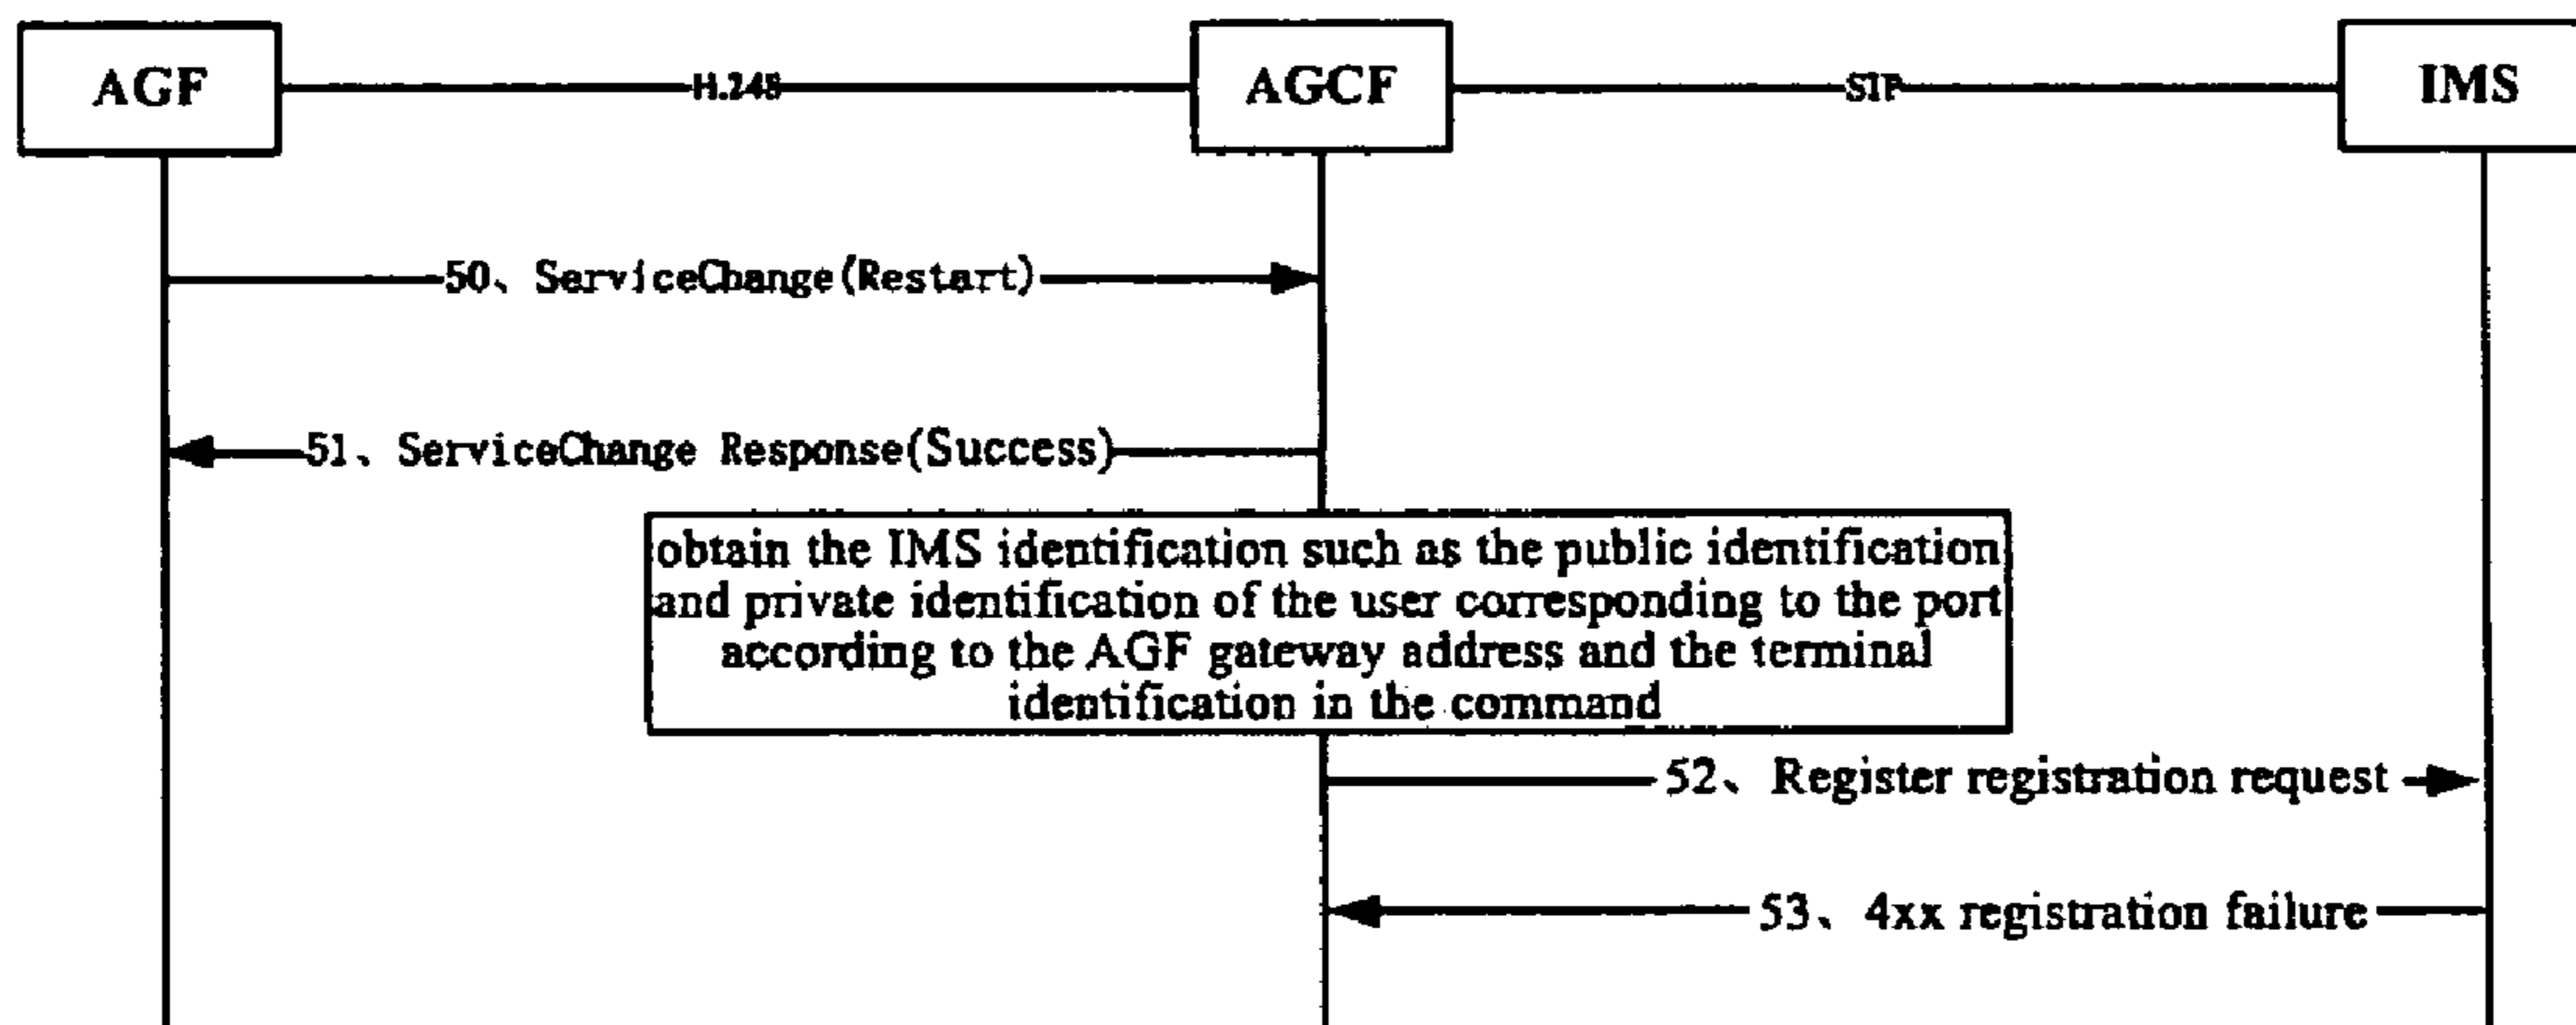 AGF
H.248
AGCF
SIP
IMS
50、ServiceChange(Restart)
51、ServiceChange Response(Success)
obtain the IMS identification such as the public identification
and private identification of the user corresponding to the port
according to the AGF gateway address and the terminal
identification in the command
52、Register registration request
53、4xx registration failure